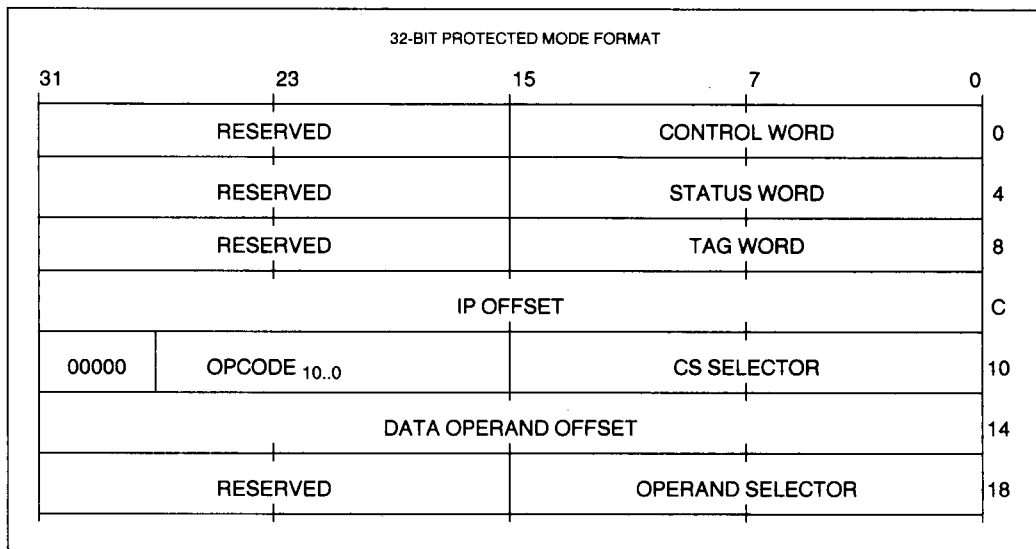 32-BIT PROTECTED MODE FORMAT
31 23 15 7 0
RESERVED CONTROL WORD 0
RESERVED STATUS WORD 4
RESERVED TAG WORD 8
IP OFFSET C
00000 OPCODE 10..0 CS SELECTOR 10
DATA OPERAND OFFSET 14
RESERVED OPERAND SELECTOR 18